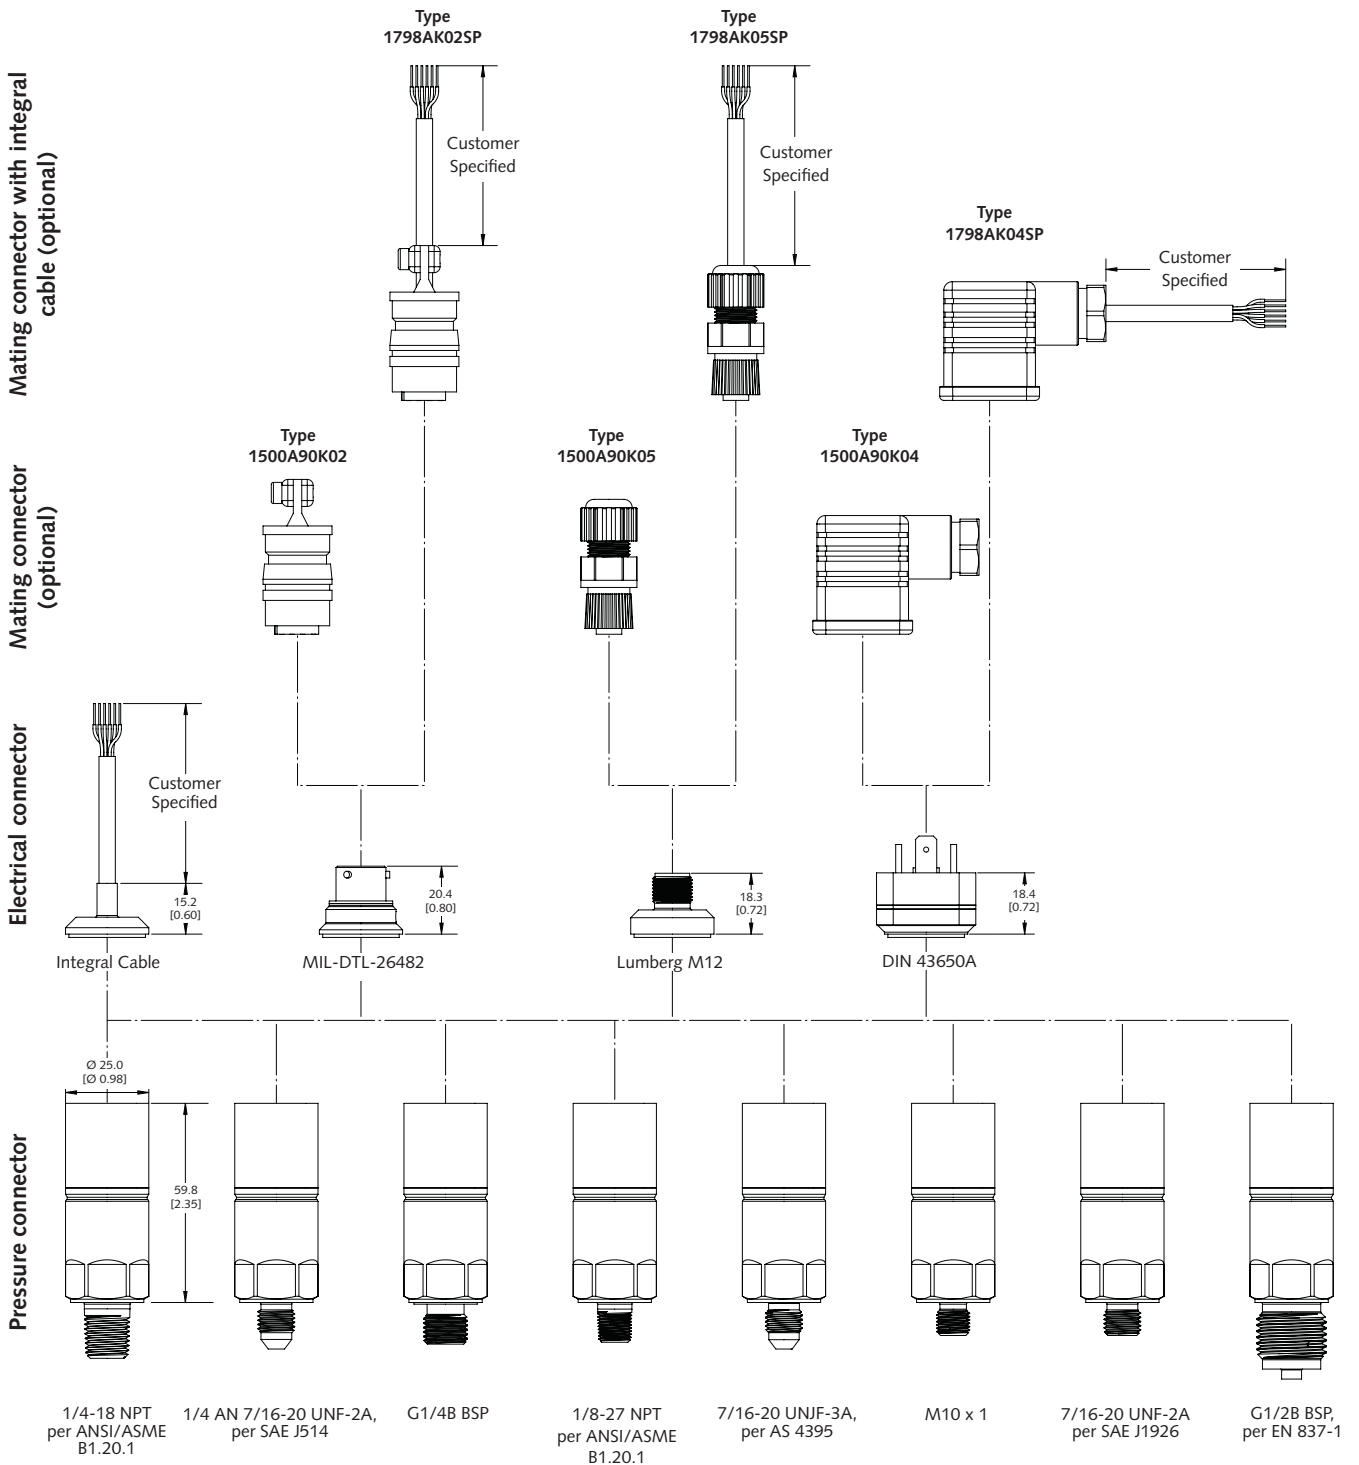 Mating connector with integral
cable (optional)
Type
1798AK02SP
Customer
Specified
Type
1798AK05SP
Customer
Specified
Type
1798AK04SP
Customer
Specified
Mating connector
(optional)
Type
1500A90K02
Type
1500A90K05
Type
1500A90K04
Electrical connector
Customer
Specified
15.2
[0.60]
Integral Cable
20.4
[0.80]
MIL-DTL-26482
18.3
[0.72]
Lumberg M12
18.4
[0.72]
DIN 43650A
Pressure connector
Ø 25.0
[Ø 0.98]
59.8
[2.35]
1/4-18 NPT
per ANSI/ASME
B1.20.1
1/4 AN 7/16-20 UNF-2A,
per SAE J514
G1/4B BSP
1/8-27 NPT
per ANSI/ASME
B1.20.1
7/16-20 UNJF-3A,
per AS 4395
M10 x 1
7/16-20 UNF-2A
per SAE J1926
G1/2B BSP,
per EN 837-1